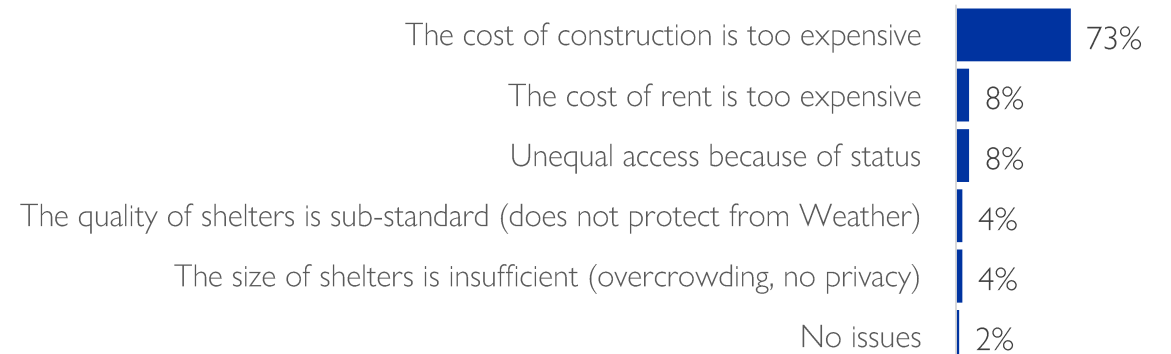 The cost of construction is too expensive 73%
The cost of rent is too expensive 8%
Unequal access because of status 8%
The quality of shelters is sub-standard (does not protect from Weather) 4%
The size of shelters is insufficient (overcrowding, no privacy) 4%
No issues 2%